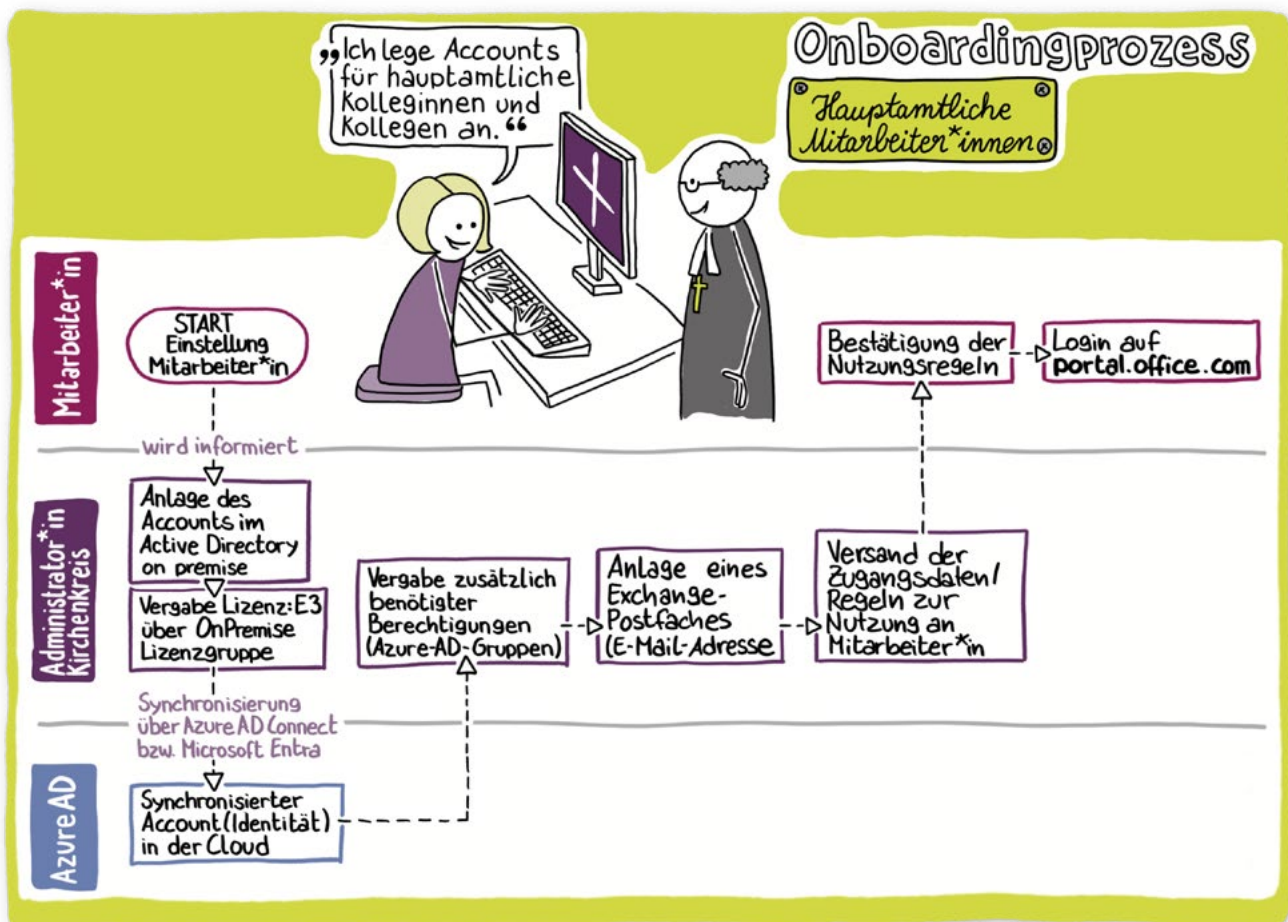 „Ich lege Accounts
für hauptamtliche
Kolleginnen und
Kollegen an.“
Onboardingprozess
Hauptamtliche
Mitarbeiter*innen
Mitarbeiter*in
START
Einstellung
Mitarbeiter*in
Bestätigung der
Nutzungsregeln
Login auf
portal.office.com
wird informiert
Administrator*in
Kirchenkreis
Anlage des
Accounts im
Active Directory
on premise
Vergabe Lizenz:E3
über OnPremise
Lizenzgruppe
Vergabe zusätzlich
benötigter
Berechtigungen
(Azure-AD-Gruppen)
Anlage eines
Exchange-
Postfaches
(E-Mail-Adresse
Versand der
Zugangsdaten/
Regeln zur
Nutzung an
Mitarbeiter*in
Synchronisierung
über Azure AD Connect
bzw. Microsoft Entra
Azure AD
Synchronisierter
Account(Identität)
in der Cloud